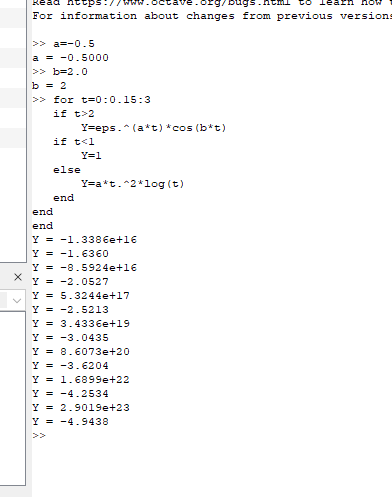 Read https://www.octave.org/bugs.html to learn how t
For information about changes from previous versions
>> a=-0.5
a = -0.5000
>> b=2.0
b = 2
>> for t=0:0.15:3
if t>2
Y=eps.^(a*t)*cos(b*t)
if t<1
Y=1
else
Y=a*t.^2*log(t)
end
end
end
Y = -1.3386e+16
Y = -1.6360
Y = -8.5924e+16
Y = -2.0527
Y = 5.3244e+17
Y = -2.5213
Y = 3.4336e+19
Y = -3.0435
Y = 8.6073e+20
Y = -3.6204
Y = 1.6899e+22
Y = -4.2534
Y = 2.9019e+23
Y = -4.9438
>>